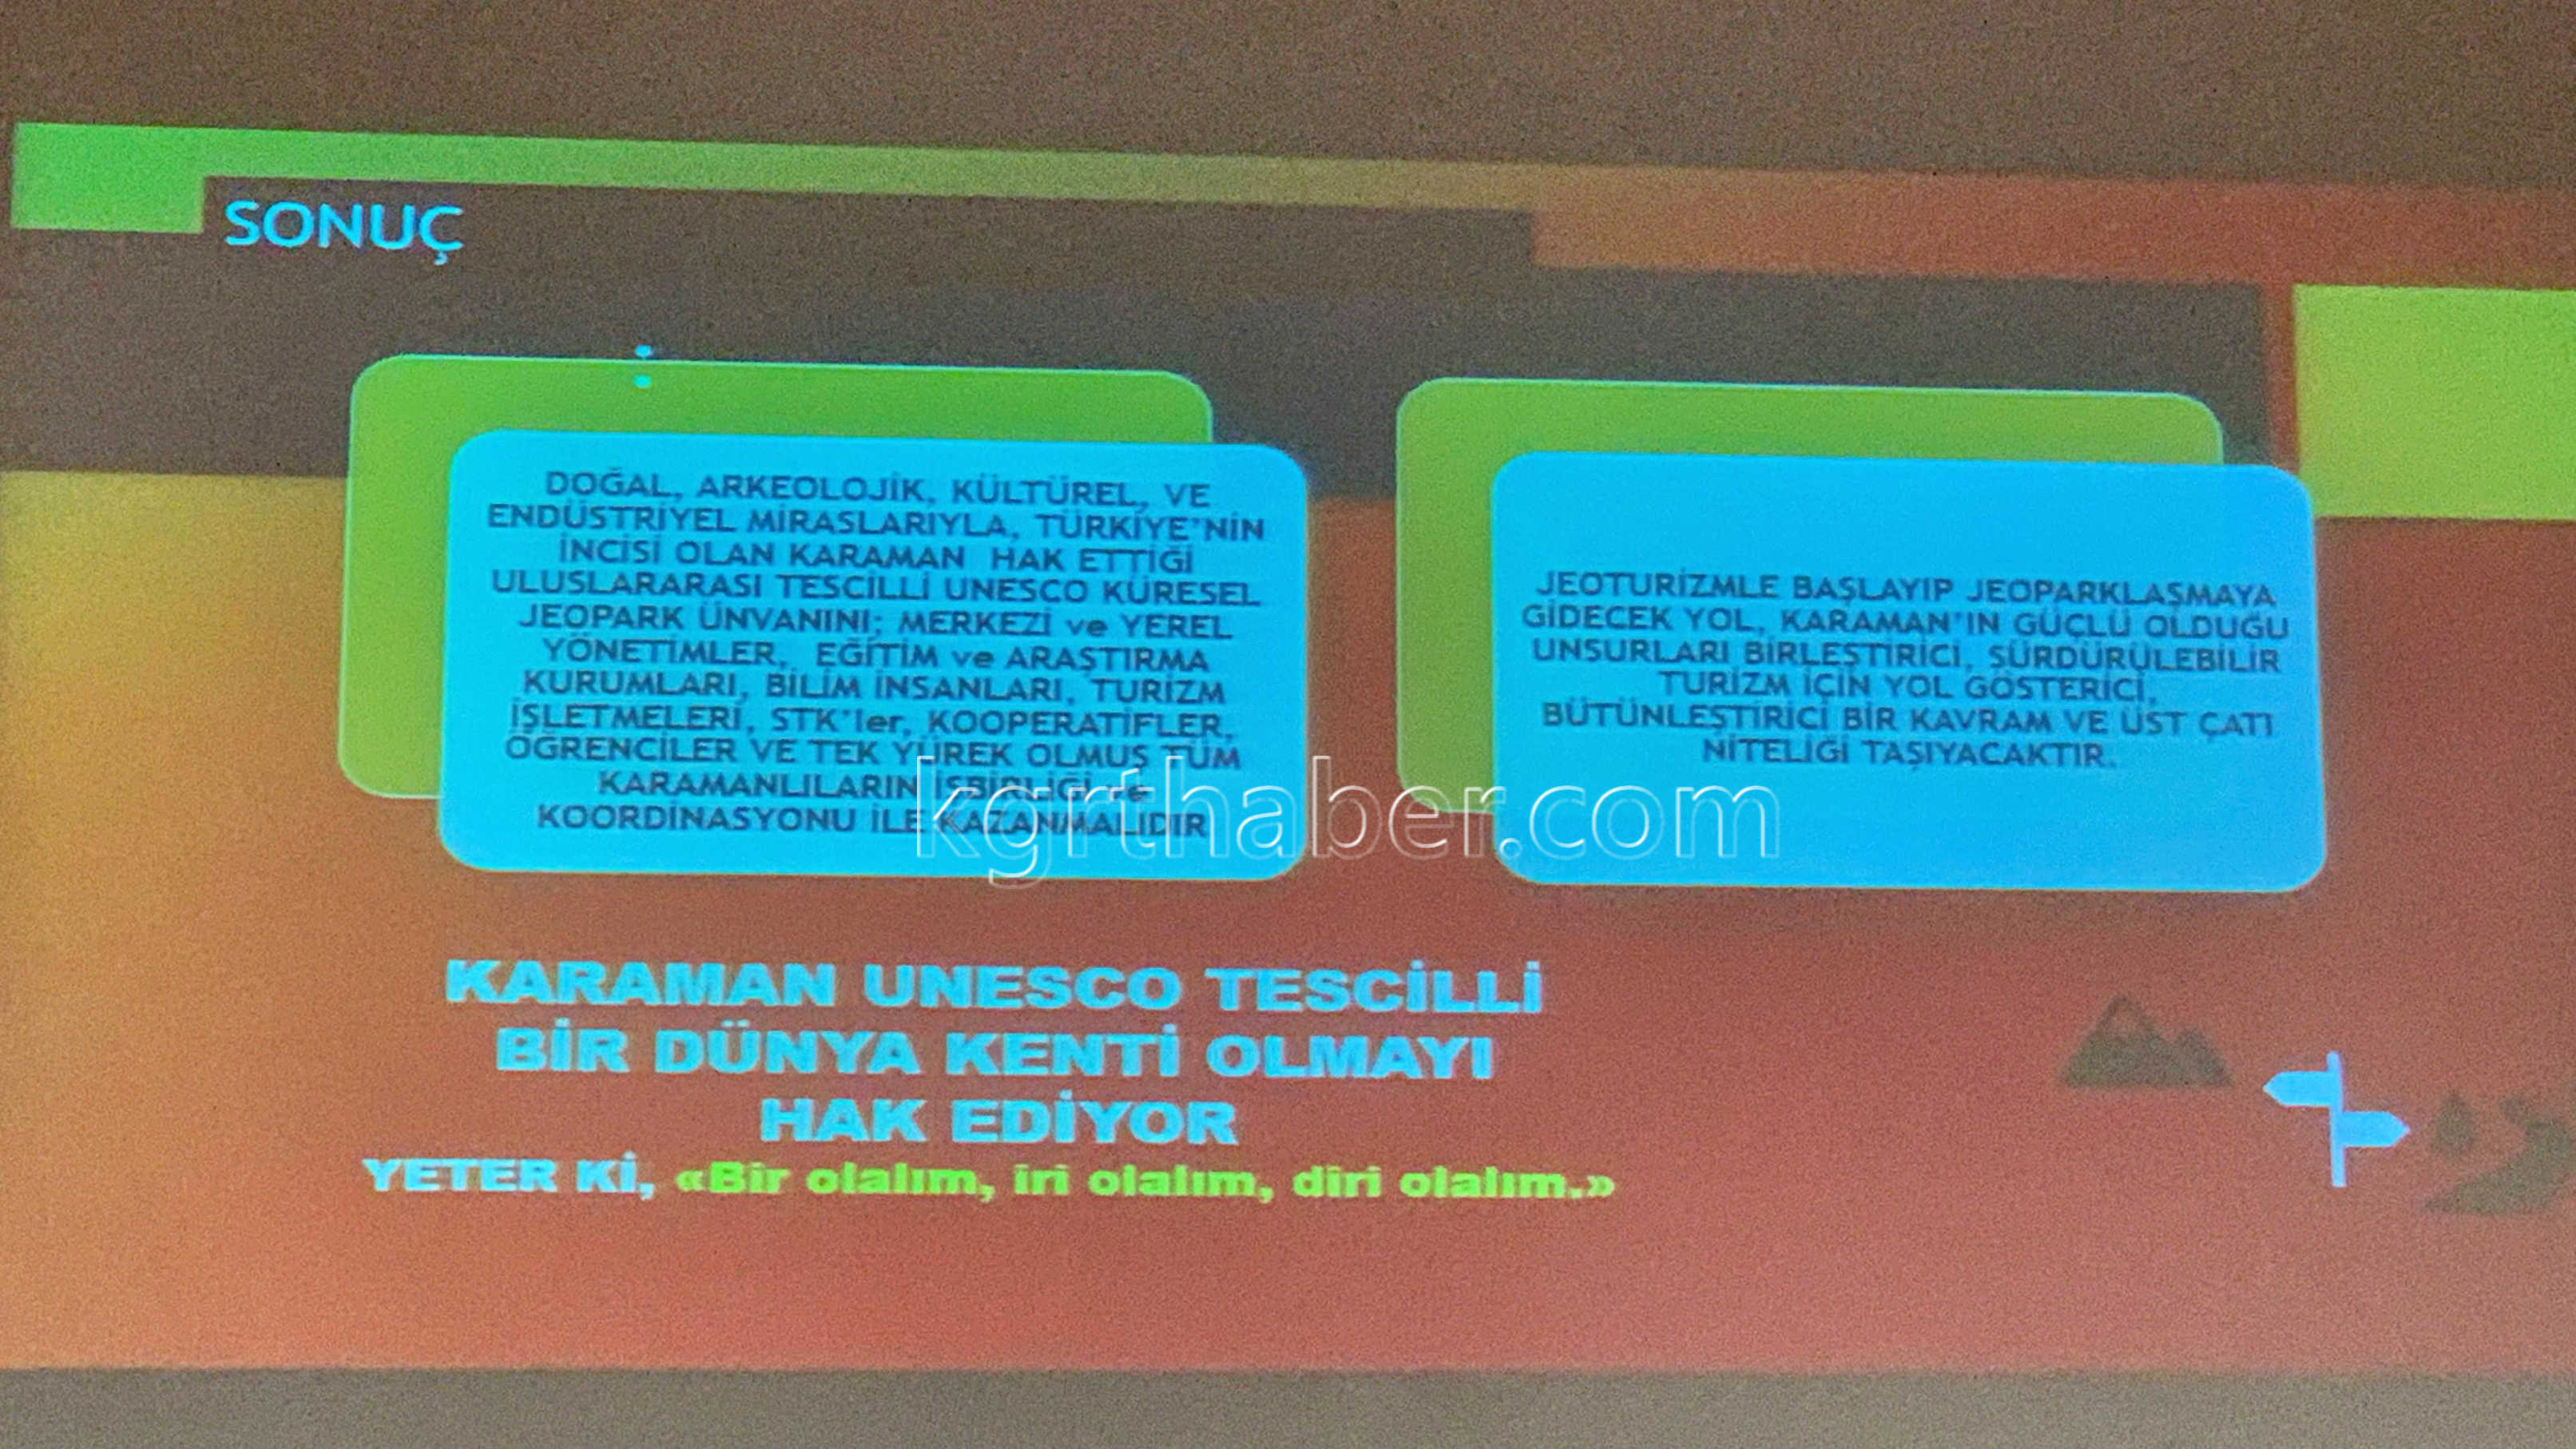 SONUÇ
DOĞAL, ARKEOLOJİK, KÜLTÜREL, VE
ENDÜSTRİYEL MİRASLARIYLA, TÜRKİYE'NİN
İNCİSİ OLAN KARAMAN HAK ETTİĞİ
ULUSLARARASI TESCİLLİ UNESCO KÜRESEL
JEOPARK ÜNVANINI; MERKEZİ ve YEREL
YÖNETİMLER, EĞİTİM ve ARAŞTIRMA
KURUMLARI, BİLİM İNSANLARI, TURİZM
İŞLETMELERİ, STK'ler, KOOPERATİFLER,
ÖĞRENCİLER VE TEK YÜREK OLMUŞ TÜM
KARAMANLILARIN İŞBİRLİĞİ ve
KOORDİNASYONU İLE KAZANMALIDIR
JEOTURİZMLE BAŞLAYIP JEOPARKLAŞMAYA
GİDECEK YOL, KARAMAN'IN GÜÇLÜ OLDUĞU
UNSURLARI BİRLEŞTİRİCİ, SÜRDÜRÜLEBİLİR
TURİZM İÇİN YOL GÖSTERİCİ,
BÜTÜNLEŞTİRİCİ BİR KAVRAM VE ÜST ÇATI
NİTELİĞİ TAŞIYACAKTIR.
kgrthaber.com
KARAMAN UNESCO TESCİLLİ
BİR DÜNYA KENTİ OLMAYI
HAK EDİYOR
YETER Kİ, «Bir olalım, iri olalım, diri olalım.»